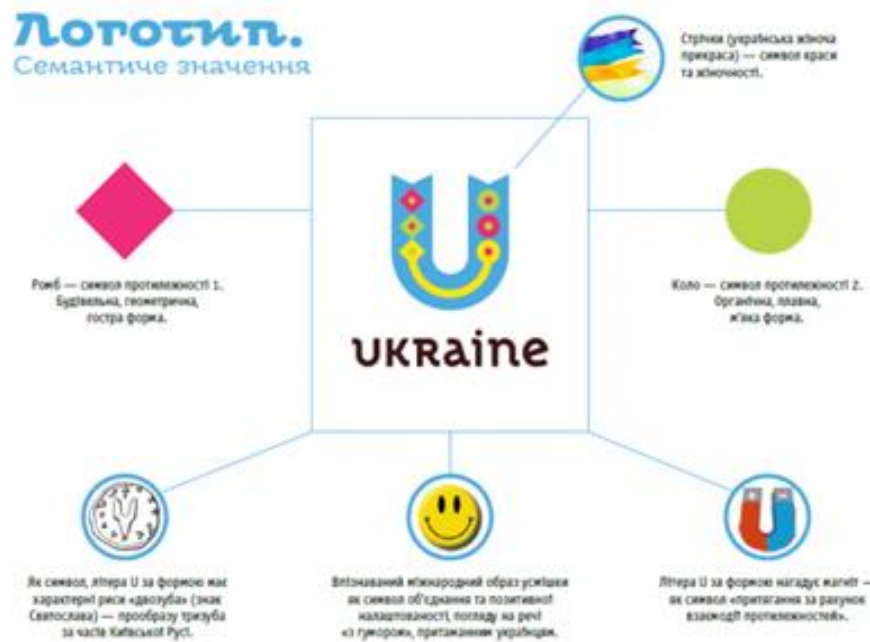 Логотип.
Семантиче значення
Стрічки (українська жіноча
прикраса) — символ краси
та жіночності.
Ромб — символ протилежності 1.
Будівельна, геометрична,
гостра форма.
Коло — символ протилежності 2.
Органічна, плавна,
м'яка форма.
UKRaine
Як символ, літера U за формою має
характерні риси «двозуба» (знак
Святослава) — прообразу тризуба
за часів Київської Русі.
Впізнаваний міжнародний образ усмішки
як символ об'єднання та позитивної
налаштованості, погляду на речі
«з гумором», притаманним українцям.
Літера U за формою нагадує магніт —
як символ «притягання за рахунок
взаємодії протилежностей».